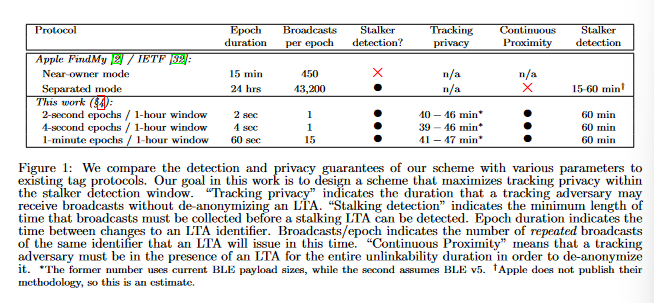 Protocol Epoch duration Broadcasts per epoch Stalker detection? Tracking privacy Continuous Proximity Stalker detection
Apple FindMy [2] / IETF [32]:
Near-owner mode 15 min 450 ✕ n/a n/a
Separated mode 24 hrs 43,200 ● n/a ✕ 15-60 min†
This work (§4):
2-second epochs / 1-hour window 2 sec 1 ● 40 – 46 min* ● 60 min
4-second epochs / 1-hour window 4 sec 1 ● 39 – 46 min* ● 60 min
1-minute epochs / 1-hour window 60 sec 15 ● 41 – 47 min* ● 60 min
Figure 1: We compare the detection and privacy guarantees of our scheme with various parameters to
existing tag protocols. Our goal in this work is to design a scheme that maximizes tracking privacy within
the stalker detection window. “Tracking privacy” indicates the duration that a tracking adversary may
receive broadcasts without de-anonymizing an LTA. “Stalking detection” indicates the minimum length of
time that broadcasts must be collected before a stalking LTA can be detected. Epoch duration indicates the
time between changes to an LTA identifier. Broadcasts/epoch indicates the number of repeated broadcasts
of the same identifier that an LTA will issue in this time. “Continuous Proximity” means that a tracking
adversary must be in the presence of an LTA for the entire unlinkability duration in order to de-anonymize
it. *The former number uses current BLE payload sizes, while the second assumes BLE v5. †Apple does not publish their
methodology, so this is an estimate.